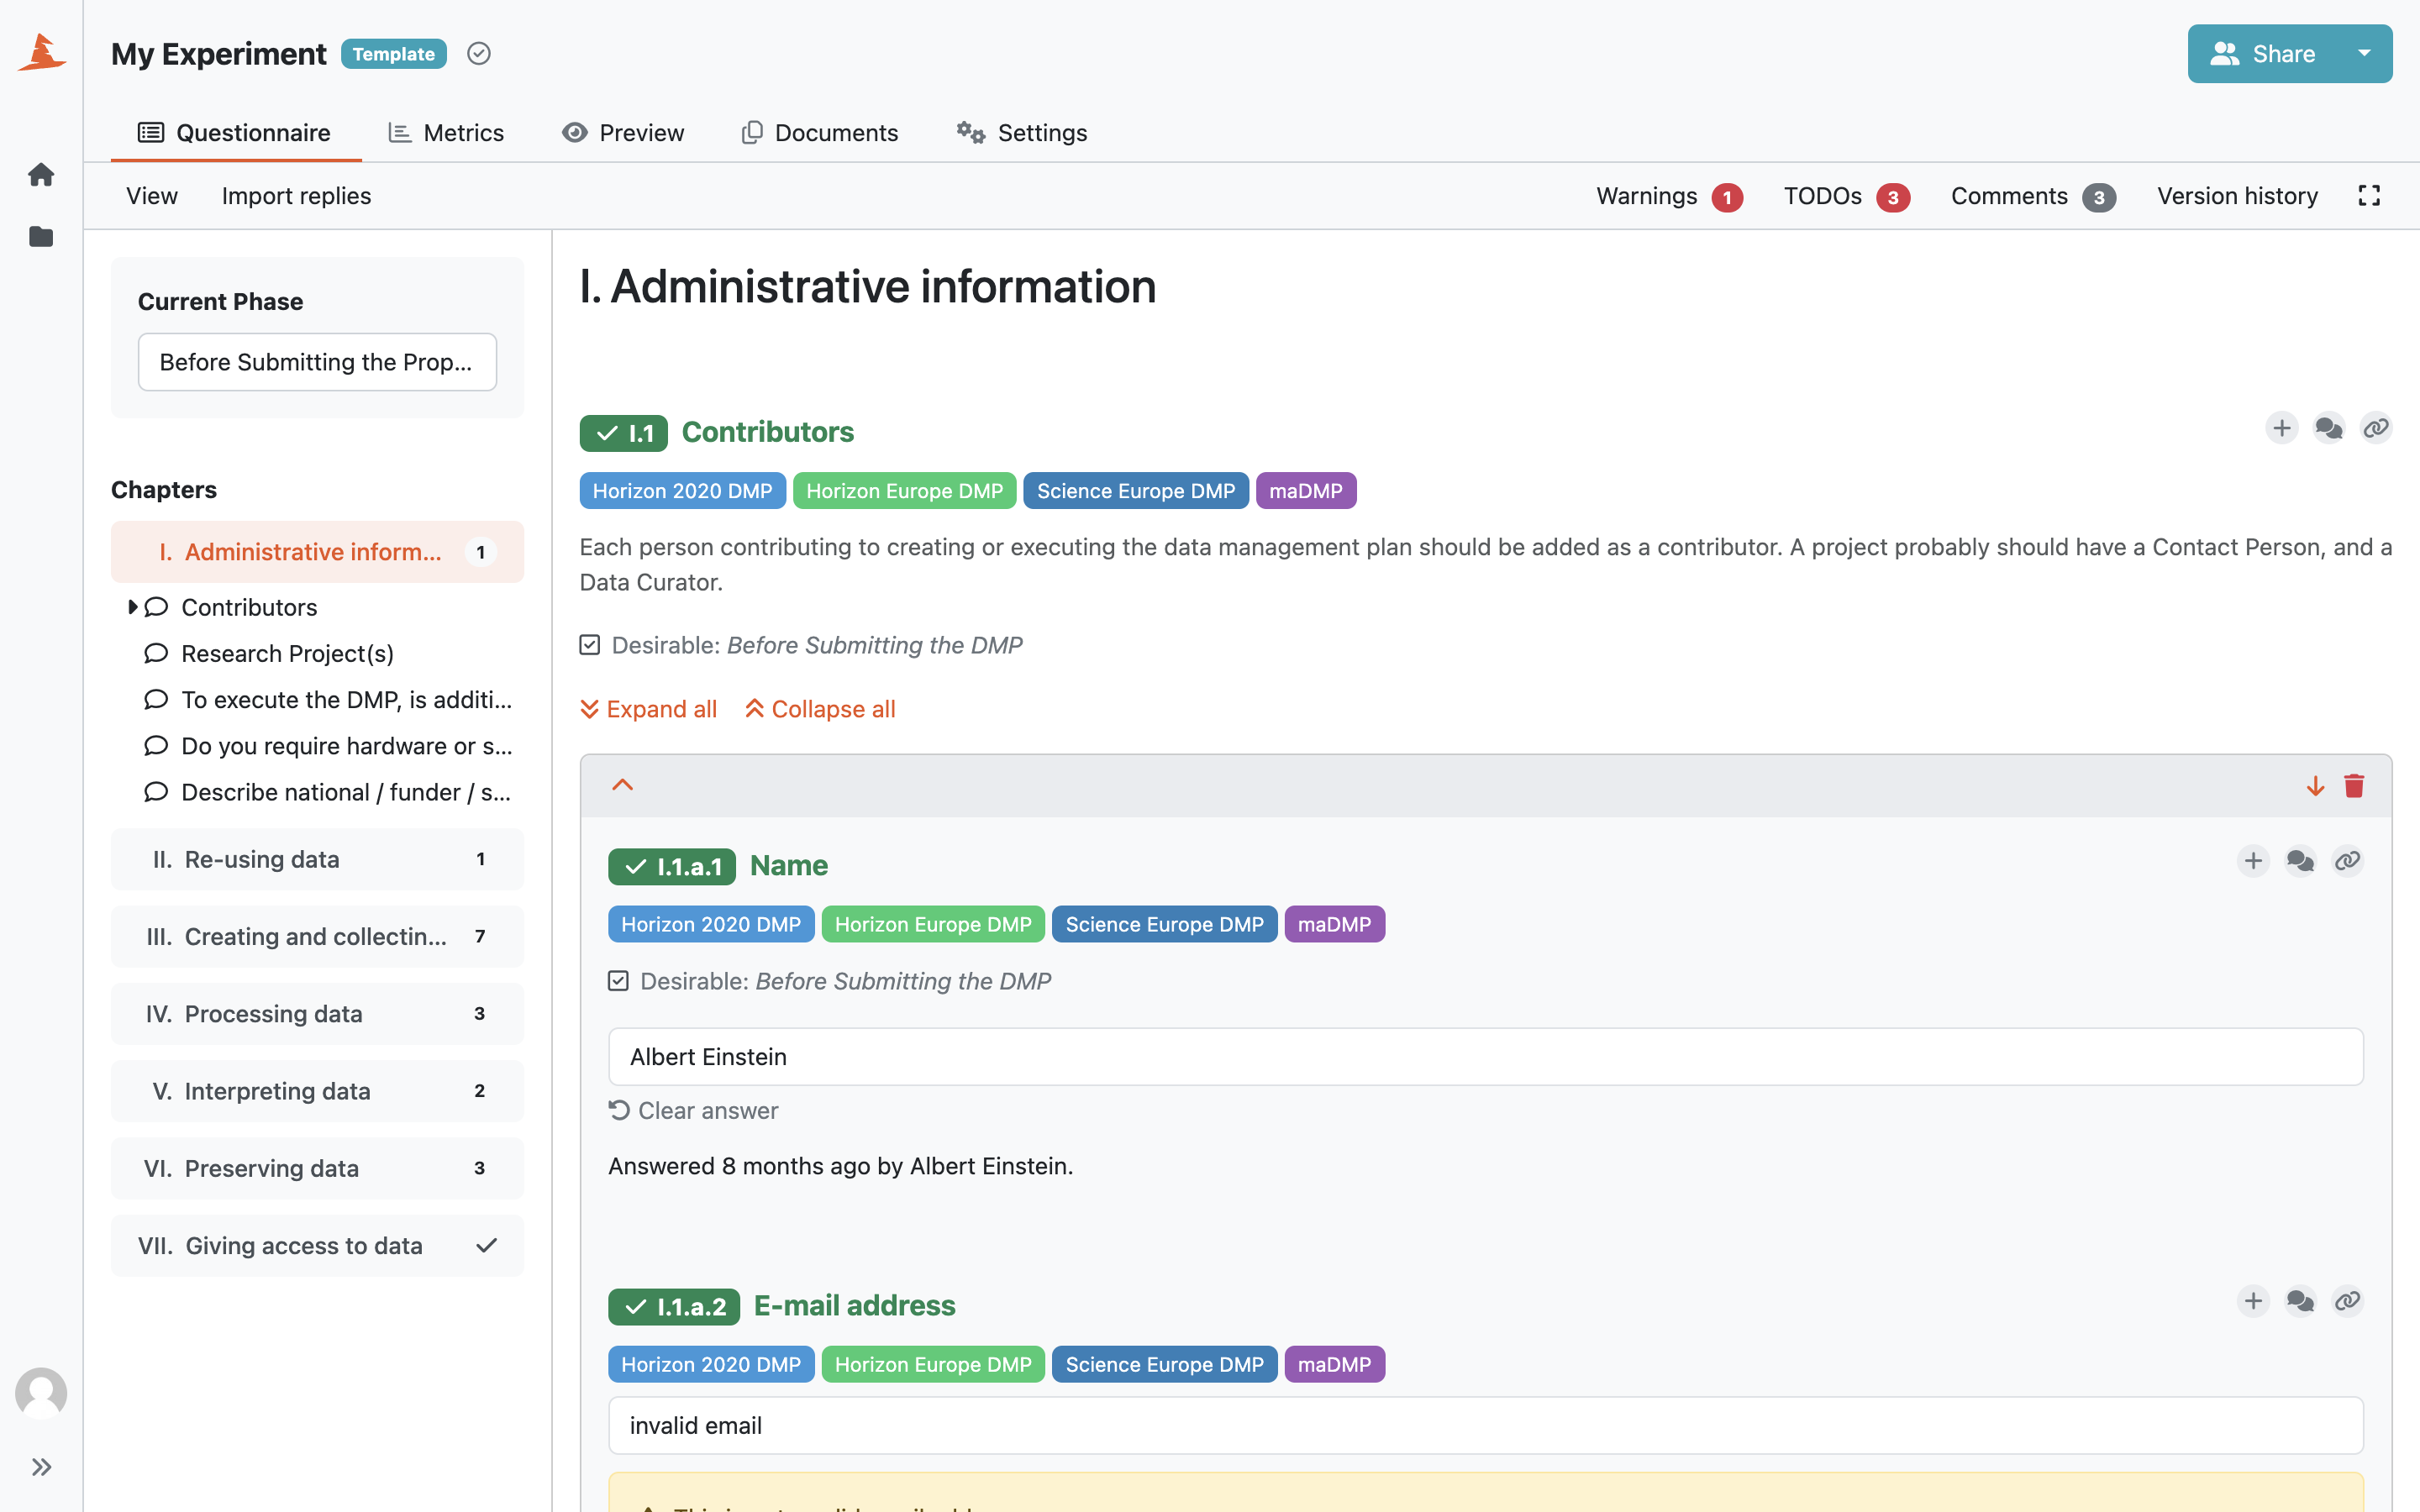 My Experiment Template
Share
Questionnaire Metrics Preview Documents Settings
View Import replies Warnings 1 TODOs 3 Comments 3 Version history
Current Phase
Before Submitting the Prop...
Chapters
I. Administrative inform... 1
Contributors
Research Project(s)
To execute the DMP, is additi...
Do you require hardware or s...
Describe national / funder / s...
II. Re-using data 1
III. Creating and collectin... 7
IV. Processing data 3
V. Interpreting data 2
VI. Preserving data 3
VII. Giving access to data
I. Administrative information
I.1 Contributors
Horizon 2020 DMP Horizon Europe DMP Science Europe DMP maDMP
Each person contributing to creating or executing the data management plan should be added as a contributor. A project probably should have a Contact Person, and a
Data Curator.
Desirable: Before Submitting the DMP
Expand all Collapse all
I.1.a.1 Name
Horizon 2020 DMP Horizon Europe DMP Science Europe DMP maDMP
Desirable: Before Submitting the DMP
Albert Einstein
Clear answer
Answered 8 months ago by Albert Einstein.
I.1.a.2 E-mail address
Horizon 2020 DMP Horizon Europe DMP Science Europe DMP maDMP
invalid email